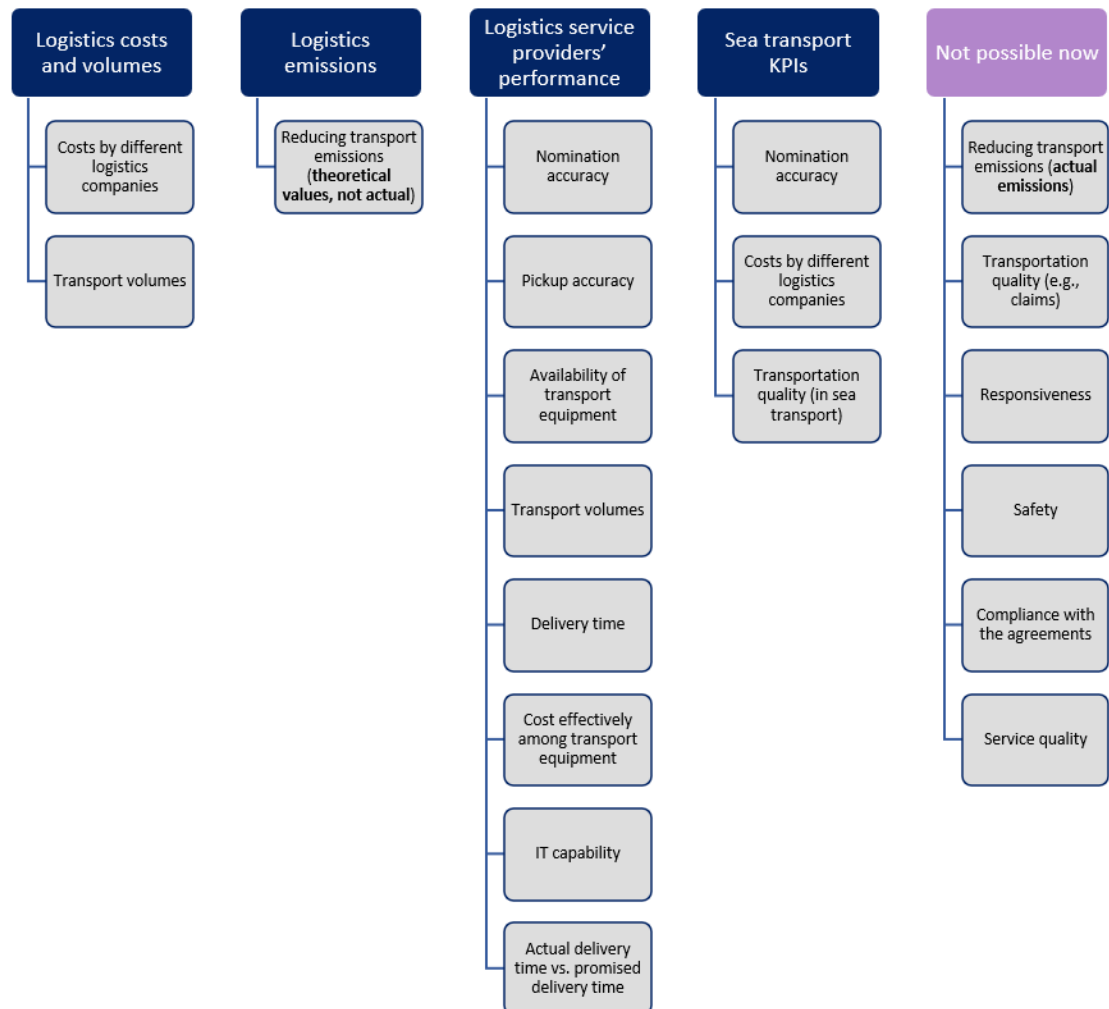 Logistics costs
and volumes
Costs by different
logistics
companies
Transport volumes
Logistics
emissions
Reducing transport
emissions
(theoretical
values, not actual)
Logistics service
providers’
performance
Nomination
accuracy
Pickup accuracy
Availability of
transport
equipment
Transport volumes
Delivery time
Cost effectively
among transport
equipment
IT capability
Actual delivery
time vs. promised
delivery time
Sea transport
KPIs
Nomination
accuracy
Costs by different
logistics
companies
Transportation
quality (in sea
transport)
Not possible now
Reducing transport
emissions (actual
emissions)
Transportation
quality (e.g.,
claims)
Responsiveness
Safety
Compliance with
the agreements
Service quality